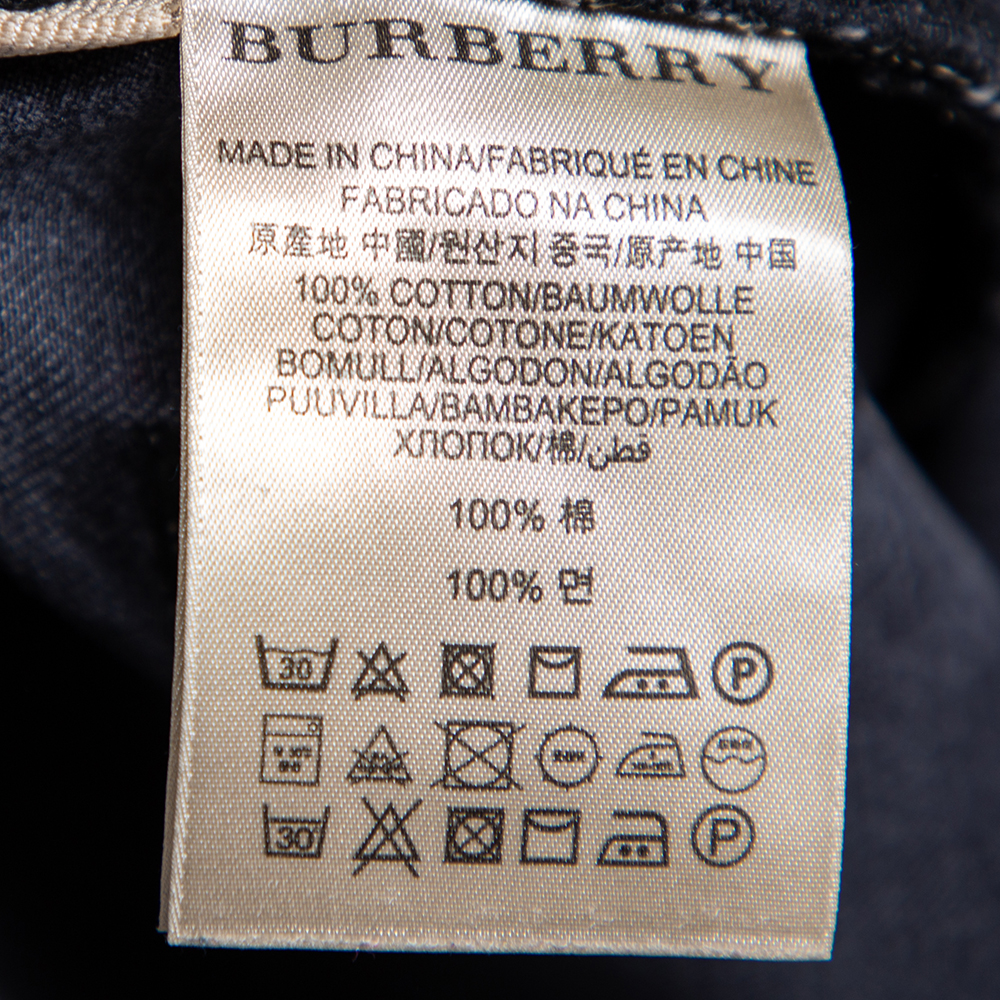 BURBERRY
MADE IN CHINA/FABRIQUÉ EN CHINE
FABRICADO NA CHINA
原產地 中國/원산지 중국/原产地 中国
100% COTTON/BAUMWOLLE
COTON/COTONE/KATOEN
BOMULL/ALGODON/ALGODÃO
PUUVILLA/BAMBAKEPO/PAMUK
ХЛОПОК/棉/قطن
100% 棉
100% 면
30 P
30 P